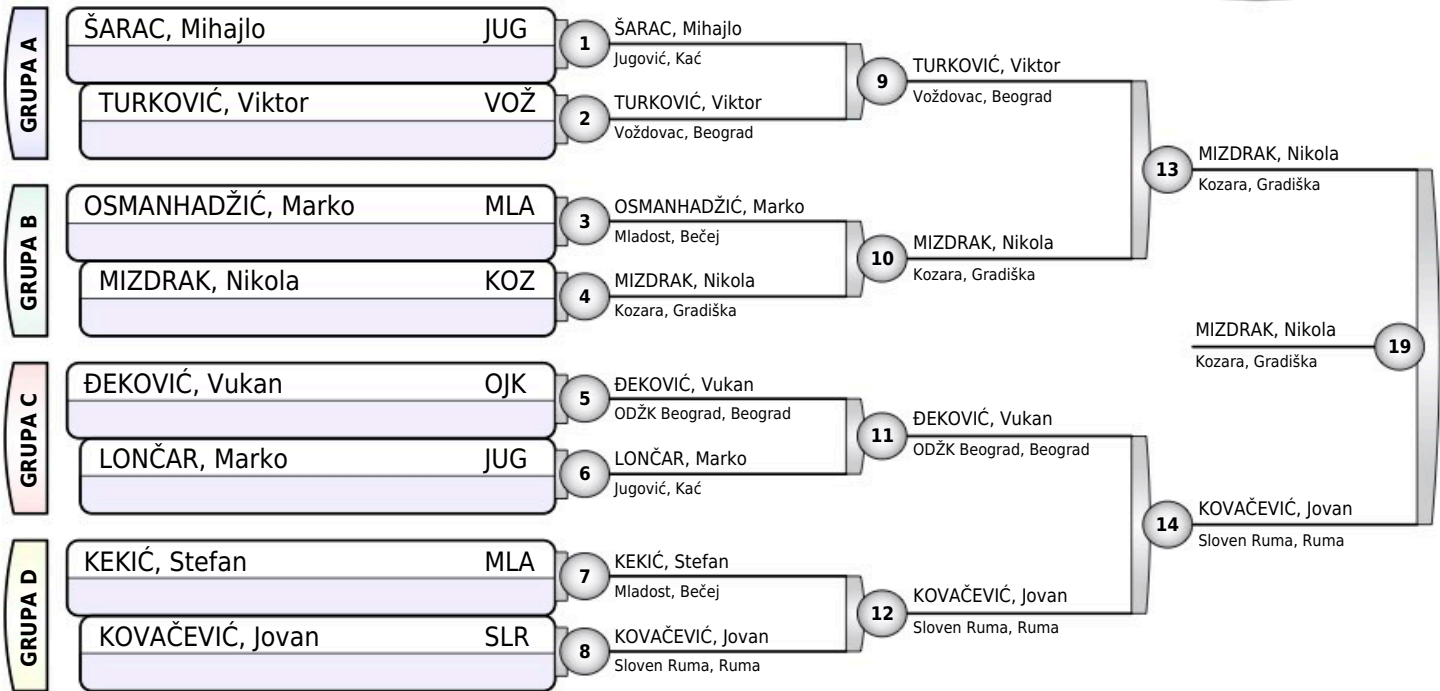 GRUPA A
ŠARAC, Mihajlo JUG
TURKOVIĆ, Viktor VOŽ
1
ŠARAC, Mihajlo
Jugović, Kać
2
TURKOVIĆ, Viktor
Voždovac, Beograd
9
TURKOVIĆ, Viktor
Voždovac, Beograd
GRUPA B
OSMANHADŽIĆ, Marko MLA
MIZDRAK, Nikola KOZ
3
OSMANHADŽIĆ, Marko
Mladost, Bečej
4
MIZDRAK, Nikola
Kozara, Gradiška
10
MIZDRAK, Nikola
Kozara, Gradiška
13
MIZDRAK, Nikola
Kozara, Gradiška
GRUPA C
ĐEKOVIĆ, Vukan OJK
LONČAR, Marko JUG
5
ĐEKOVIĆ, Vukan
ODŽK Beograd, Beograd
6
LONČAR, Marko
Jugović, Kać
11
ĐEKOVIĆ, Vukan
ODŽK Beograd, Beograd
GRUPA D
KEKIĆ, Stefan MLA
KOVAČEVIĆ, Jovan SLR
7
KEKIĆ, Stefan
Mladost, Bečej
8
KOVAČEVIĆ, Jovan
Sloven Ruma, Ruma
12
KOVAČEVIĆ, Jovan
Sloven Ruma, Ruma
14
KOVAČEVIĆ, Jovan
Sloven Ruma, Ruma
MIZDRAK, Nikola
Kozara, Gradiška
19